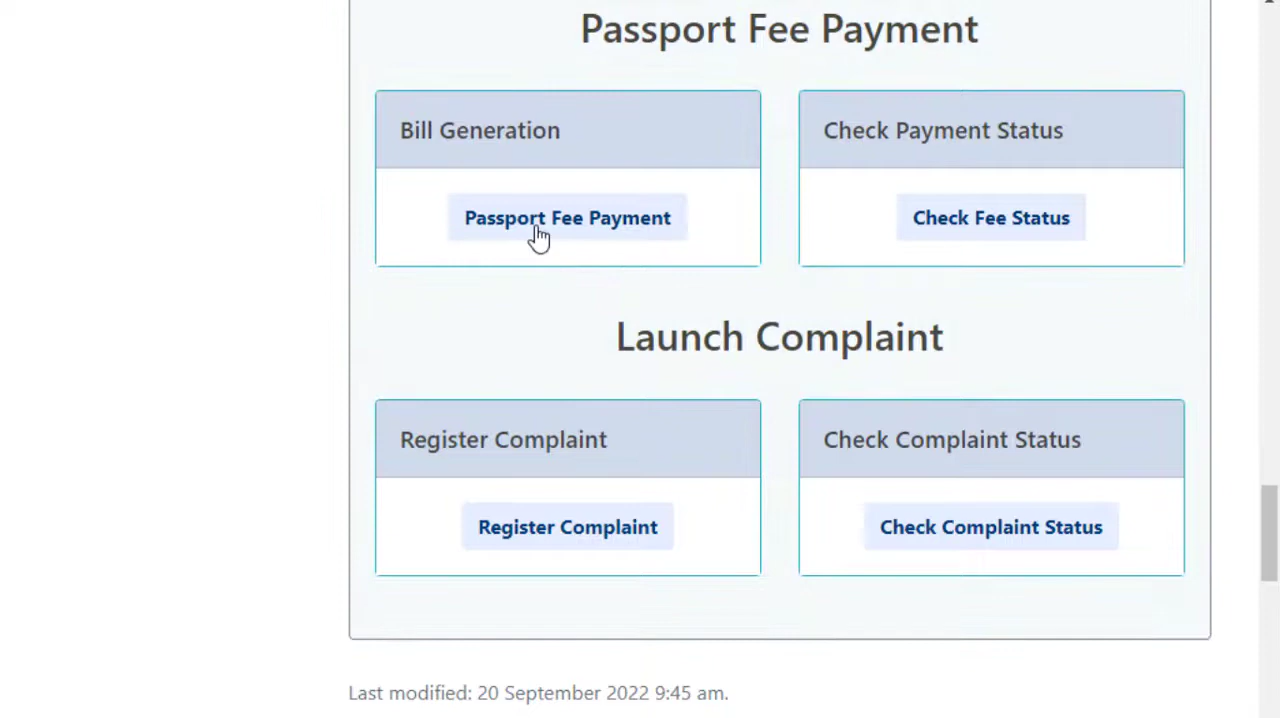 Passport Fee Payment
Bill Generation
Check Payment Status
Passport Fee Payment
Check Fee Status
Launch Complaint
Register Complaint
Check Complaint Status
Register Complaint
Check Complaint Status
Last modified: 20 September 2022 9:45 am.